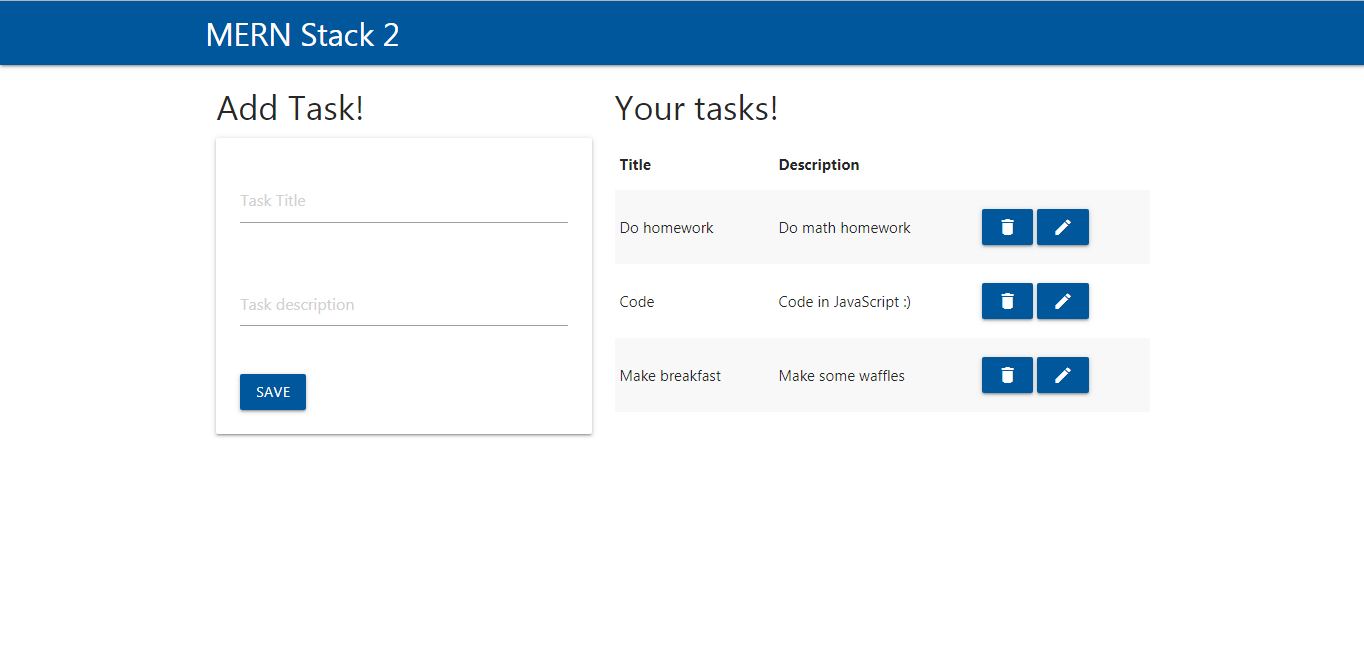 MERN Stack 2
Add Task!
Task Title
Task description
SAVE
Your tasks!
Title Description
Do homework Do math homework
Code Code in JavaScript :)
Make breakfast Make some waffles